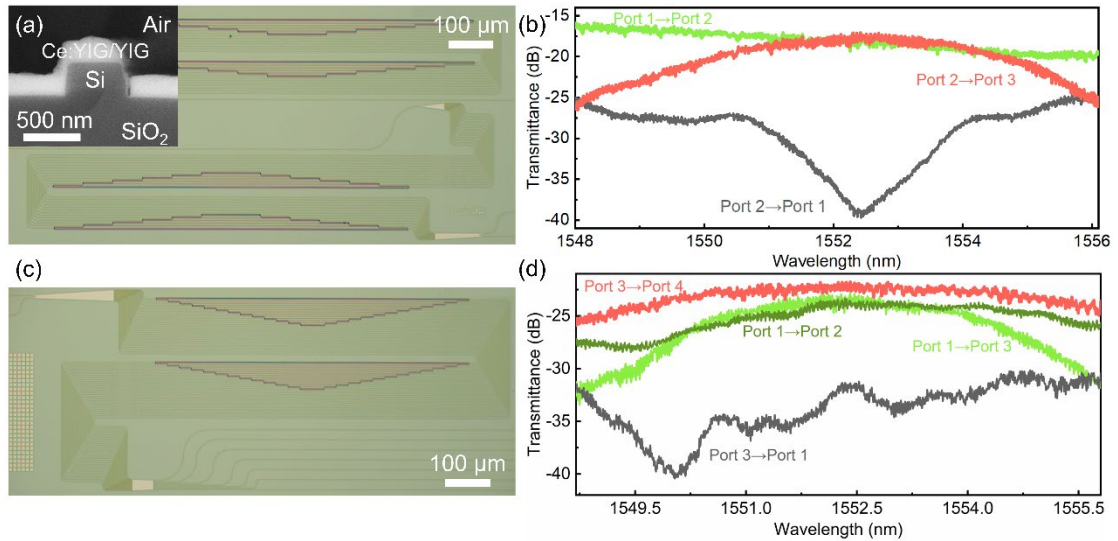 (a)
Air
Ce:YIG/YIG
Si
500 nm
SiO2
100 μm
(b)
Port 1→Port 2
Port 2→Port 3
Port 2→Port 1
Transmittance (dB)
-15
-20
-25
-30
-35
-40
1548
1550
1552
1554
1556
Wavelength (nm)
(c)
100 μm
(d)
Port 3→Port 4
Port 1→Port 2
Port 1→Port 3
Port 3→Port 1
Transmittance (dB)
-25
-30
-35
-40
1549.5
1551.0
1552.5
1554.0
1555.5
Wavelength (nm)